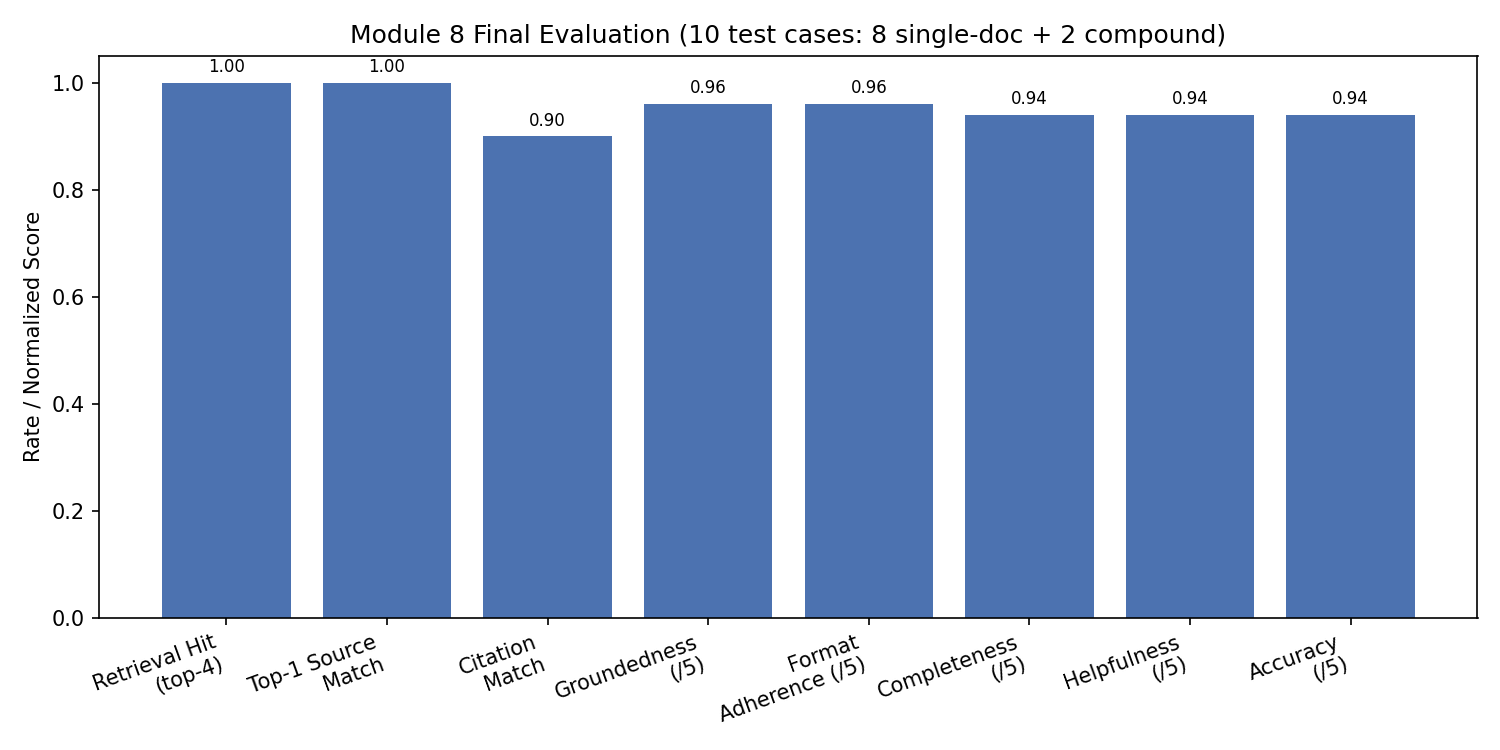 Module 8 Final Evaluation (10 test cases: 8 single-doc + 2 compound)
Rate / Normalized Score
1.0
0.8
0.6
0.4
0.2
0.0
1.00
1.00
0.90
0.96
0.96
0.94
0.94
0.94
Retrieval Hit
(top-4)
Top-1 Source
Match
Citation
Match
Groundedness
(/5)
Format
Adherence (/5)
Completeness
(/5)
Helpfulness
(/5)
Accuracy
(/5)